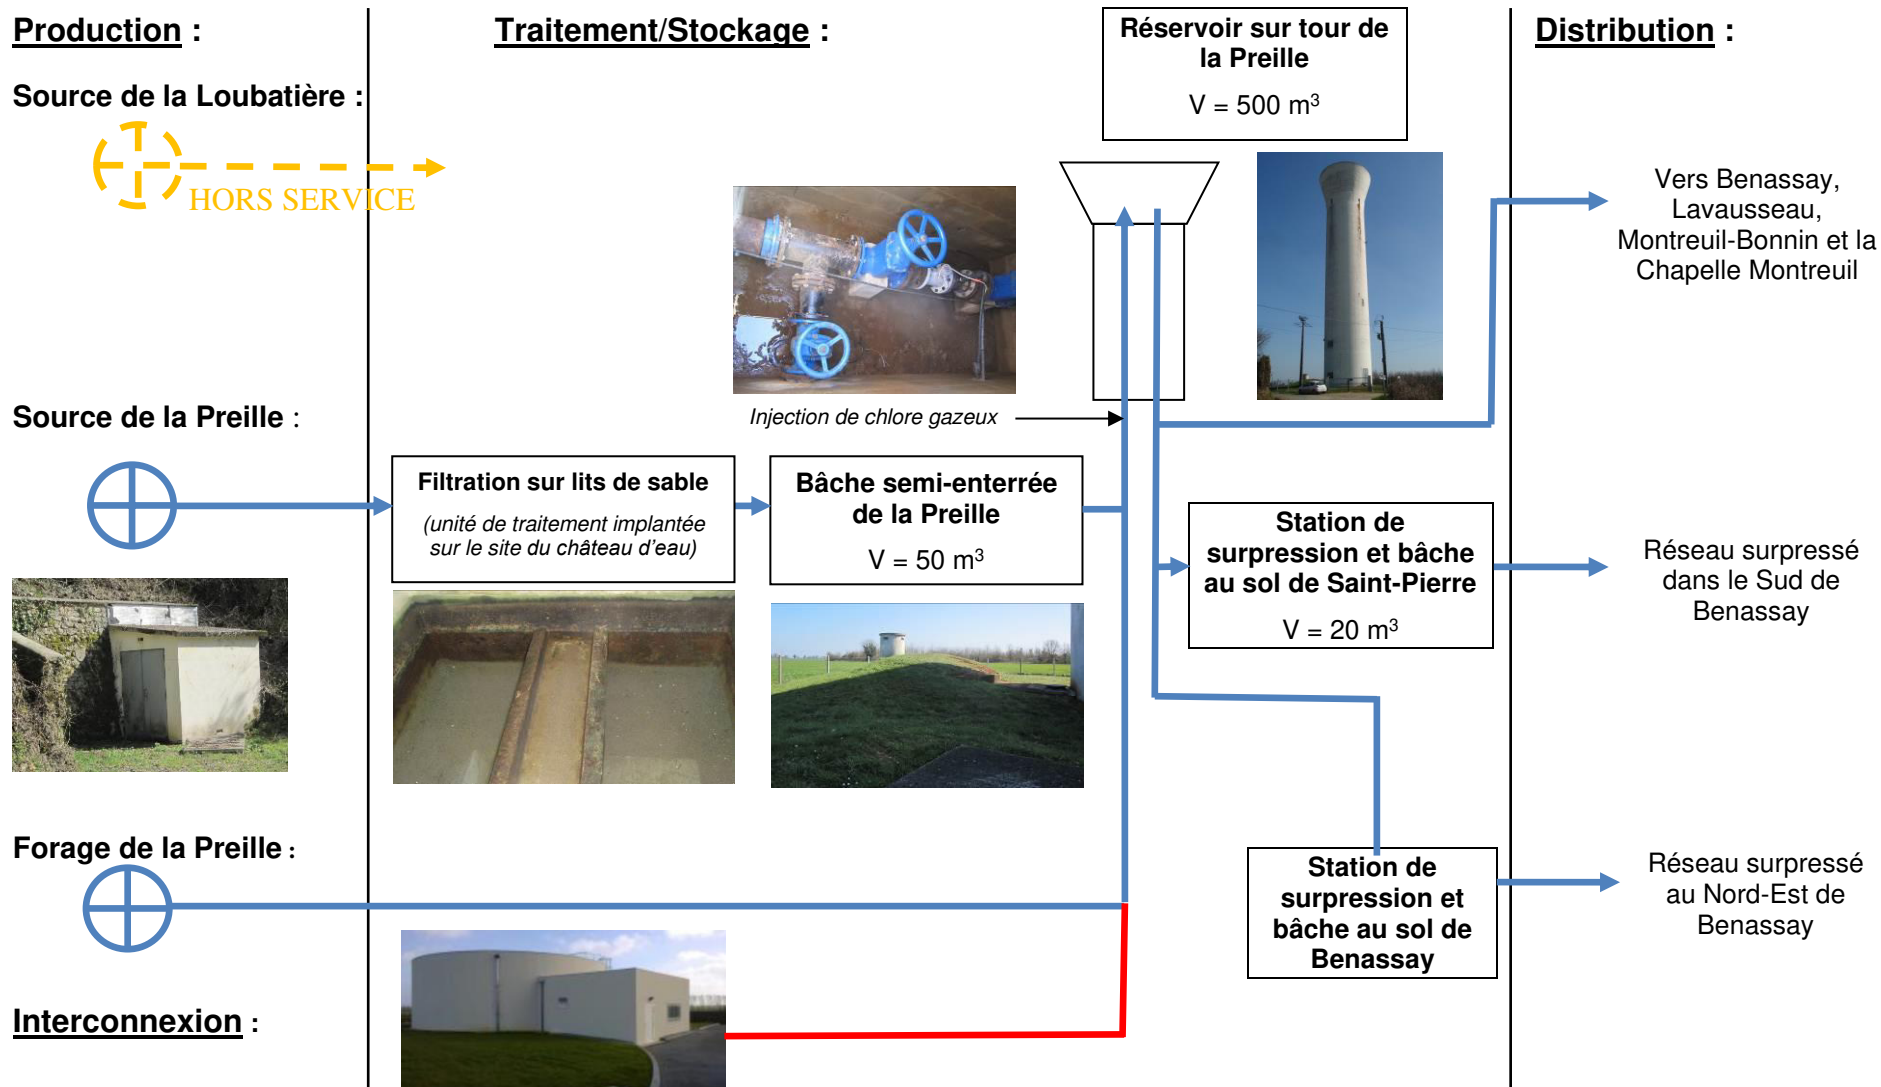 Production :
Traitement/Stockage :
Réservoir sur tour de
la Preille
V = 500 m³
Distribution :
Source de la Loubatière :
HORS SERVICE
Vers Benassay,
Lavausseau,
Montreuil-Bonnin et la
Chapelle Montreuil
Source de la Preille :
Injection de chlore gazeux
Filtration sur lits de sable
(unité de traitement implantée
sur le site du château d'eau)
Bâche semi-enterrée
de la Preille
V = 50 m³
Station de
surpression et bâche
au sol de Saint-Pierre
V = 20 m³
Réseau surpressé
dans le Sud de
Benassay
Forage de la Preille :
Station de
surpression et
bâche au sol de
Benassay
Réseau surpressé
au Nord-Est de
Benassay
Interconnexion :